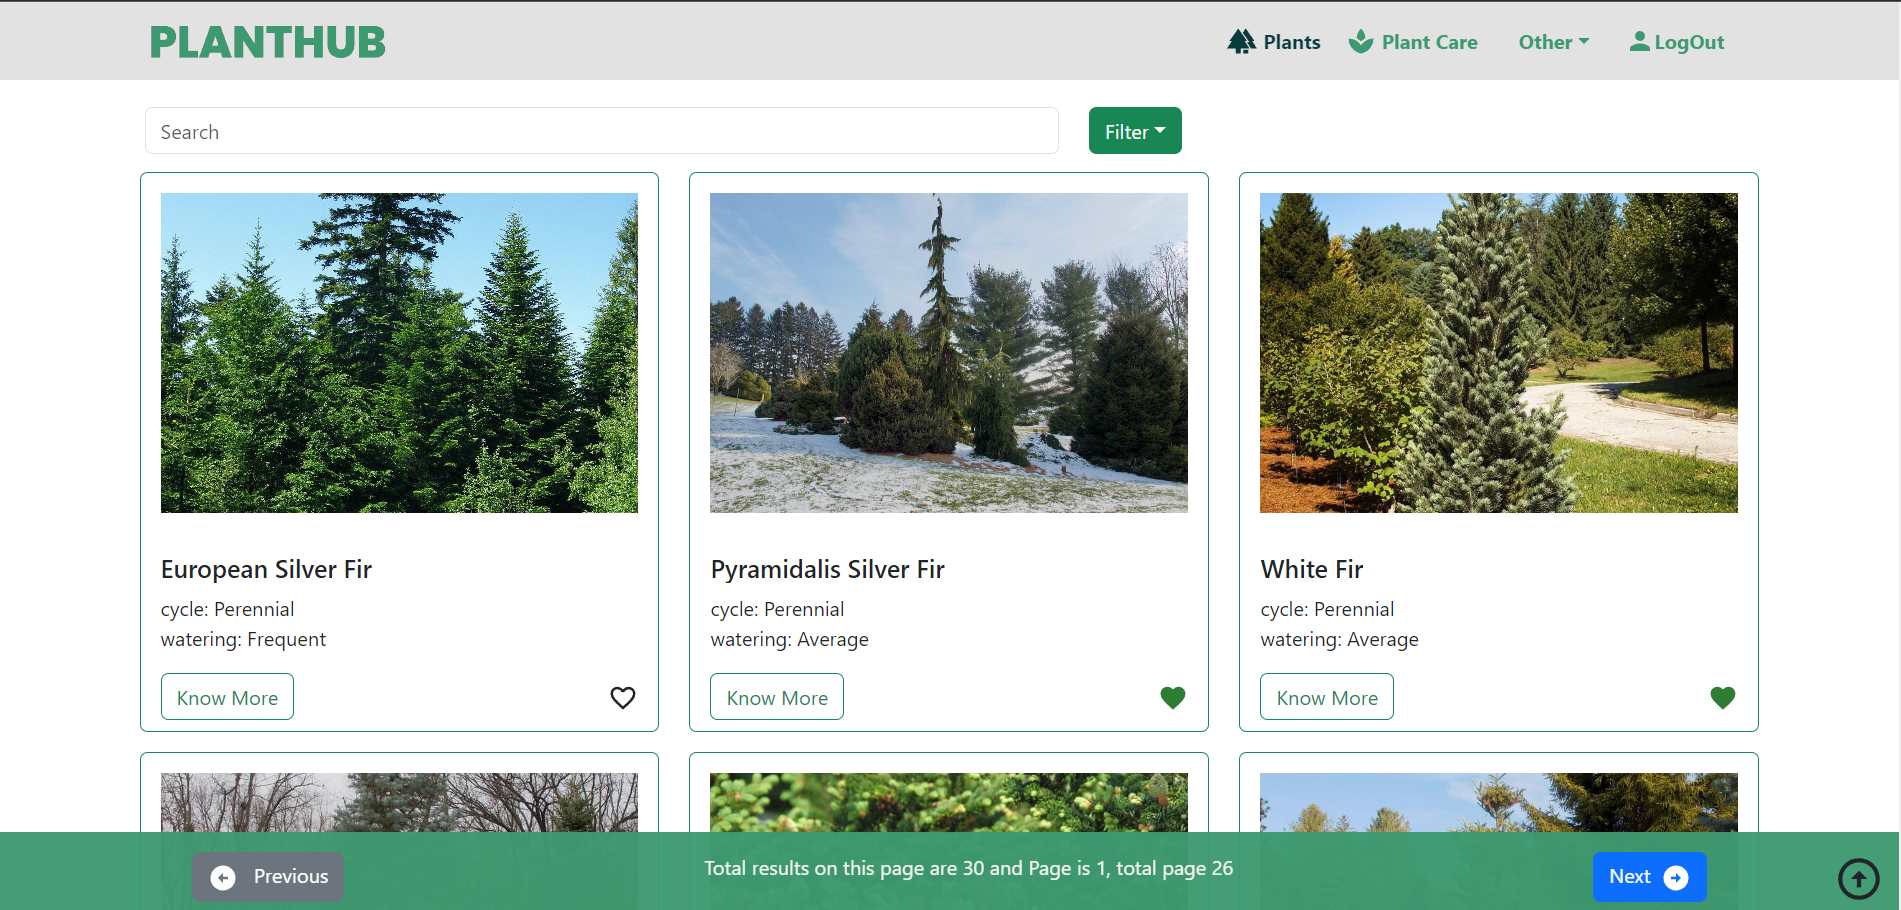 PLANTHUB
Plants
Plant Care
Other
LogOut
Search
Filter
European Silver Fir
cycle: Perennial
watering: Frequent
Know More
Pyramidalis Silver Fir
cycle: Perennial
watering: Average
Know More
White Fir
cycle: Perennial
watering: Average
Know More
Previous
Total results on this page are 30 and Page is 1, total page 26
Next